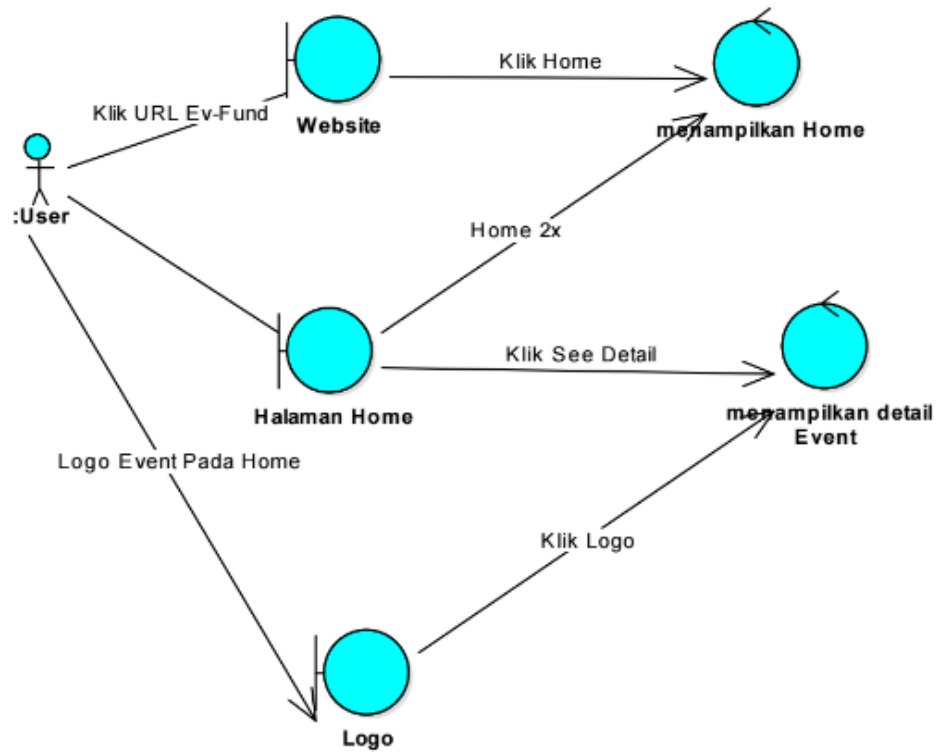 Klik Home
Klik URL Ev-Fund
Website
menampilkan Home
:User
Home 2x
Klik See Detail
Halaman Home
menampilkan detail
Event
Logo Event Pada Home
Klik Logo
Logo